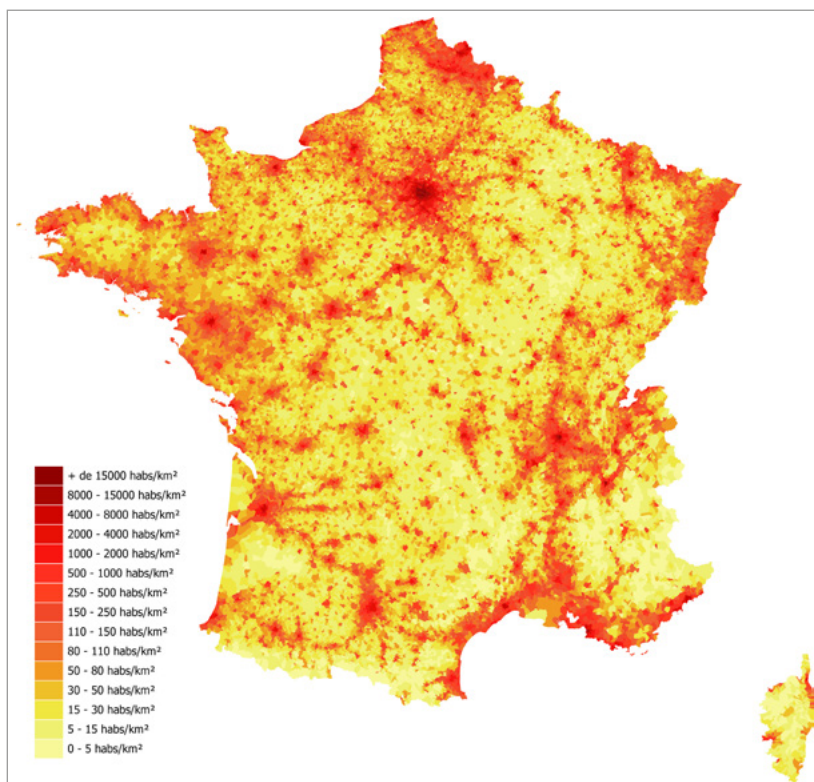 + de 15000 habs/km²
8000 - 15000 habs/km²
4000 - 8000 habs/km²
2000 - 4000 habs/km²
1000 - 2000 habs/km²
500 - 1000 habs/km²
250 - 500 habs/km²
150 - 250 habs/km²
110 - 150 habs/km²
80 - 110 habs/km²
50 - 80 habs/km²
30 - 50 habs/km²
15 - 30 habs/km²
5 - 15 habs/km²
0 - 5 habs/km²